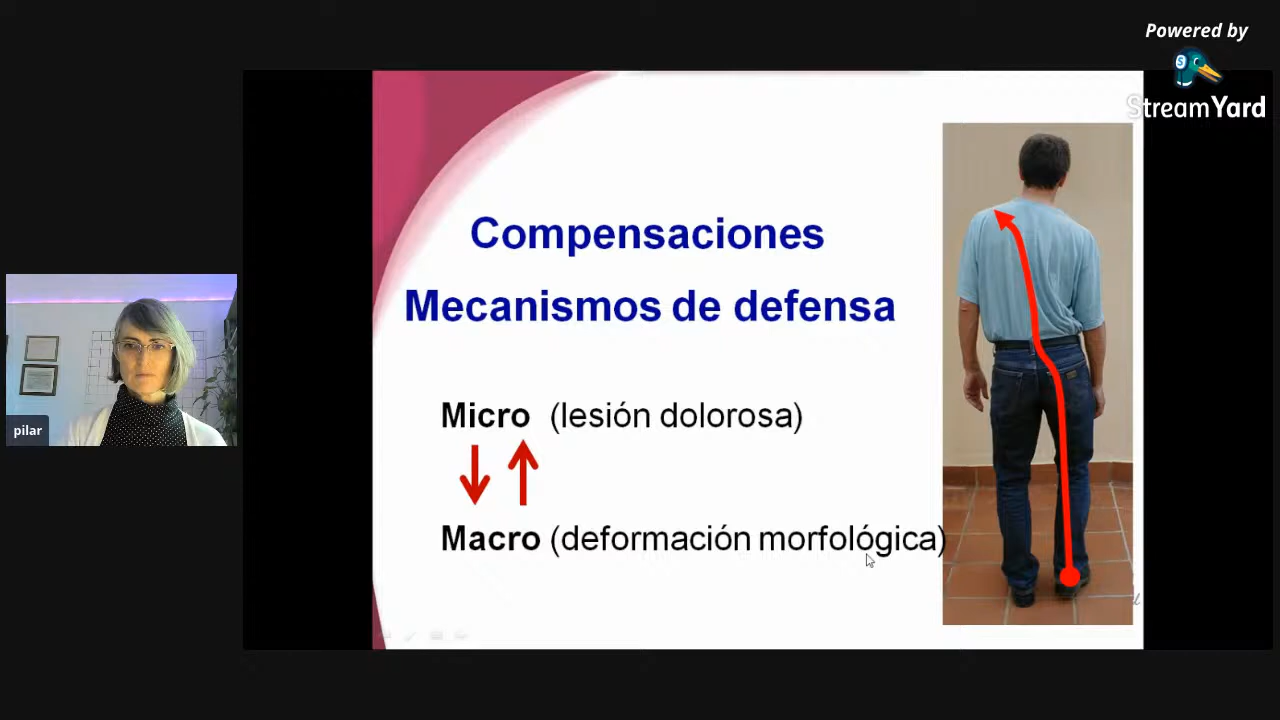 Powered by
StreamYard
Compensaciones
Mecanismos de defensa
Micro (lesión dolorosa)
Macro (deformación morfológica)
pilar